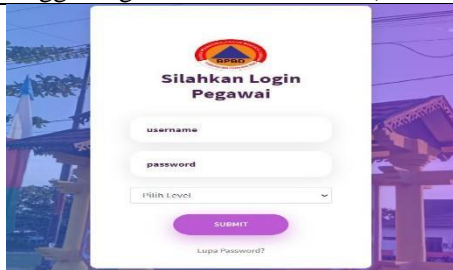 BPBD
Silahkan Login
Pegawai
username
password
Pilih Level
SUBMIT
Lupa Password?